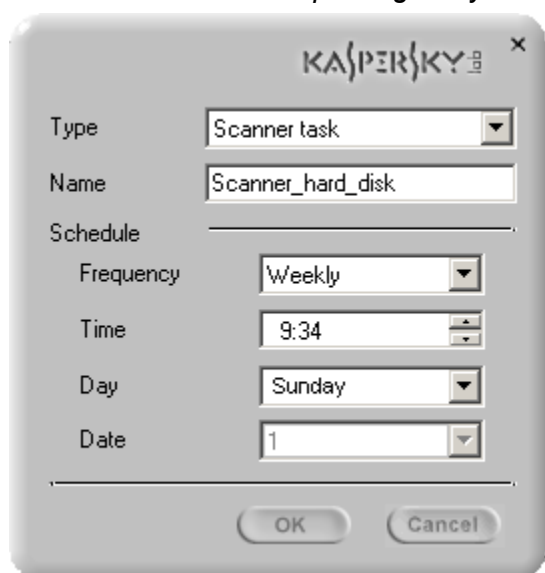 KASPERSKY lab
Type Scanner task
Name Scanner_hard_disk
Schedule
Frequency Weekly
Time 9:34
Day Sunday
Date 1
OK Cancel